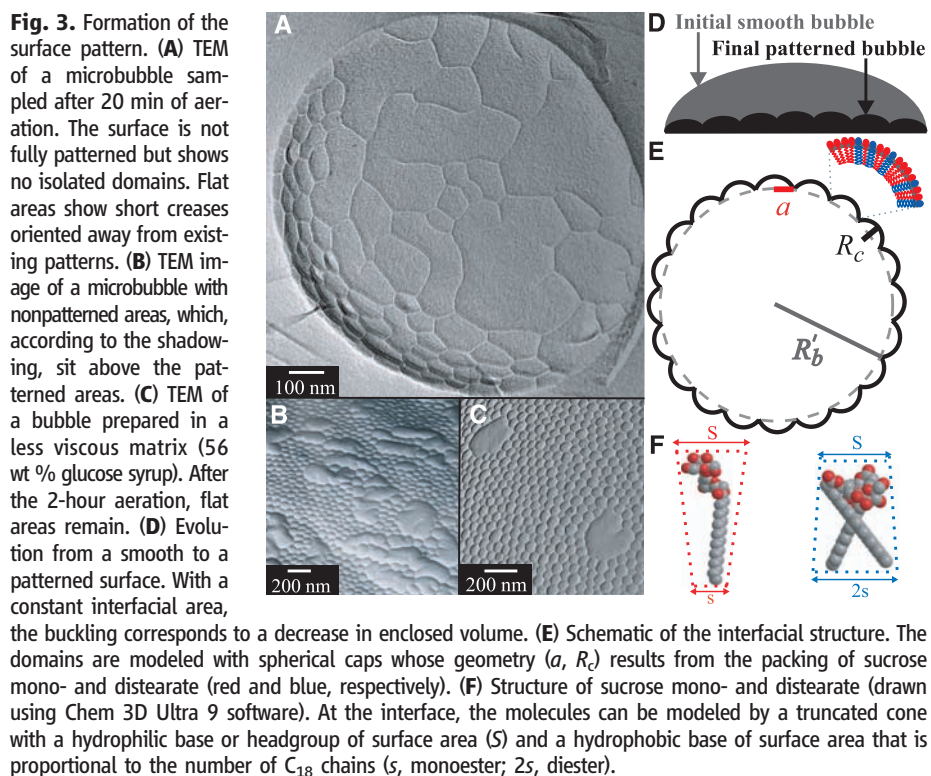 Fig. 3. Formation of the
surface pattern. (A) TEM
of a microbubble sam-
pled after 20 min of aer-
ation. The surface is not
fully patterned but shows
no isolated domains. Flat
areas show short creases
oriented away from exist-
ing patterns. (B) TEM im-
age of a microbubble with
nonpatterned areas, which,
according to the shadow-
ing, sit above the pat-
terned areas. (C) TEM of
a bubble prepared in a
less viscous matrix (56
wt % glucose syrup). After
the 2-hour aeration, flat
areas remain. (D) Evolu-
tion from a smooth to a
patterned surface. With a
constant interfacial area,
the buckling corresponds to a decrease in enclosed volume. (E) Schematic of the interfacial structure. The
domains are modeled with spherical caps whose geometry (a, Rc) results from the packing of sucrose
mono- and distearate (red and blue, respectively). (F) Structure of sucrose mono- and distearate (drawn
using Chem 3D Ultra 9 software). At the interface, the molecules can be modeled by a truncated cone
with a hydrophilic base or headgroup of surface area (S) and a hydrophobic base of surface area that is
proportional to the number of C18 chains (s, monoester; 2s, diester).
A
100 nm
B
200 nm
C
200 nm
D
Initial smooth bubble
Final patterned bubble
E
a
Rc
R'b
F
S
s
S
2s